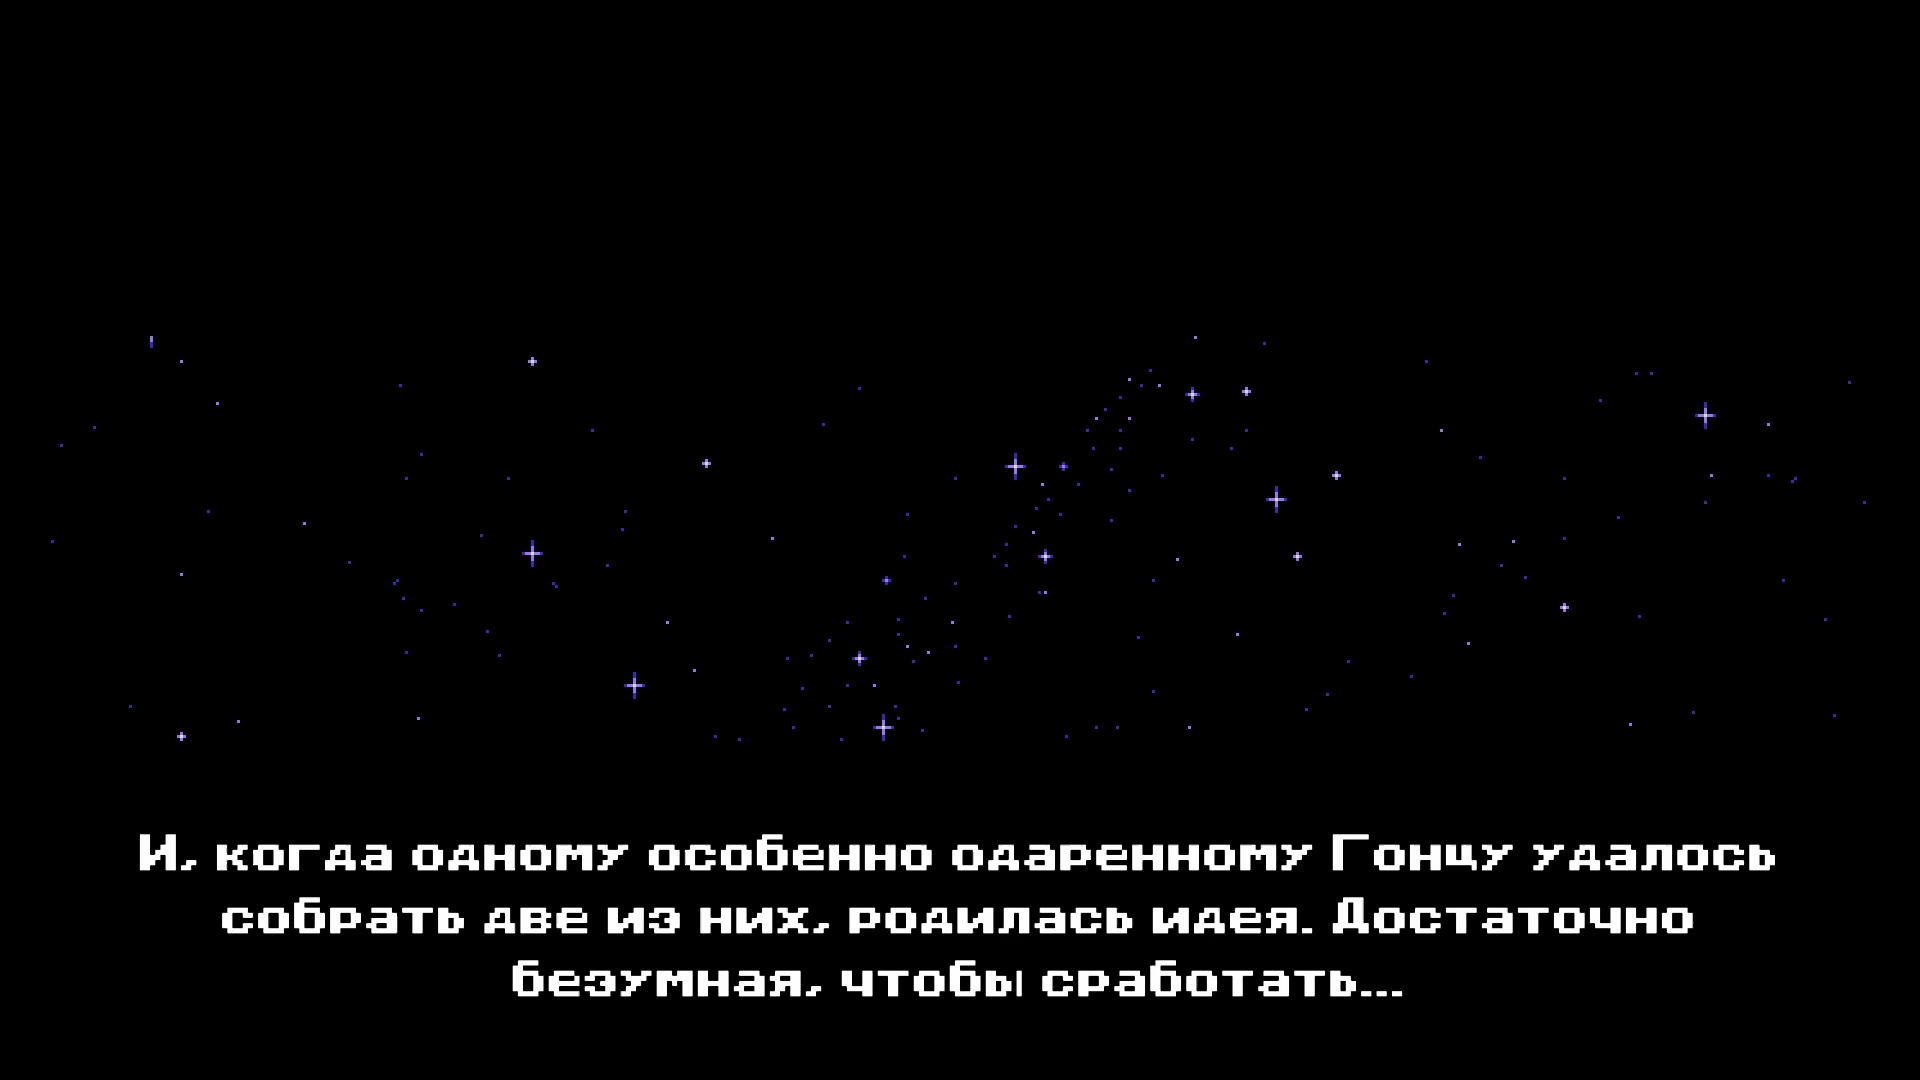 И, когда одному особенно одаренному Гонцу удалось
собрать две из них, родилась идея. Достаточно
безумная, чтобы сработать...